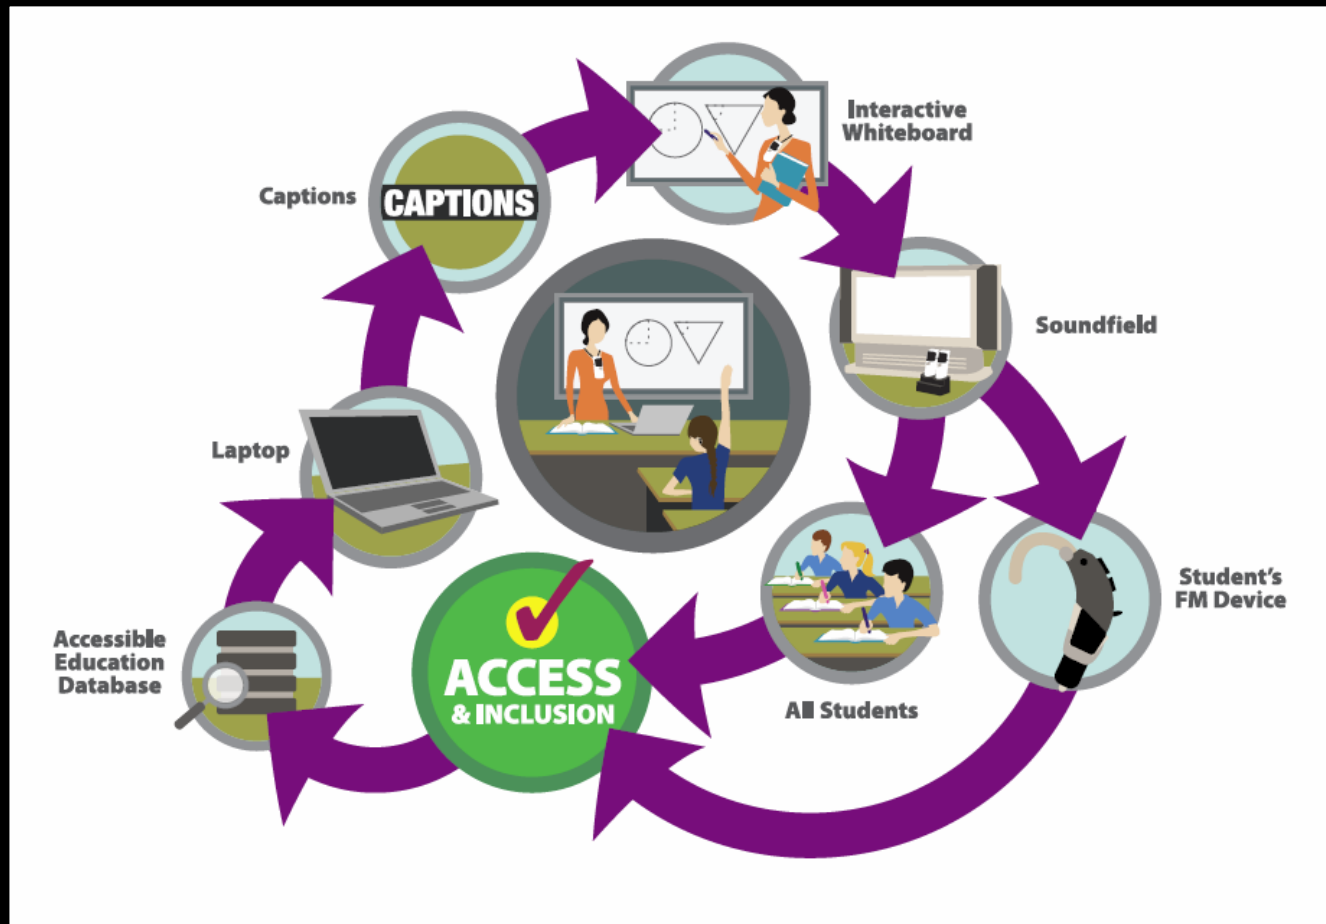 Interactive
Whiteboard
Captions
CAPTIONS
Soundfield
Laptop
Student's
FM Device
Accessible
Education
Database
ACCESS
& INCLUSION
All Students